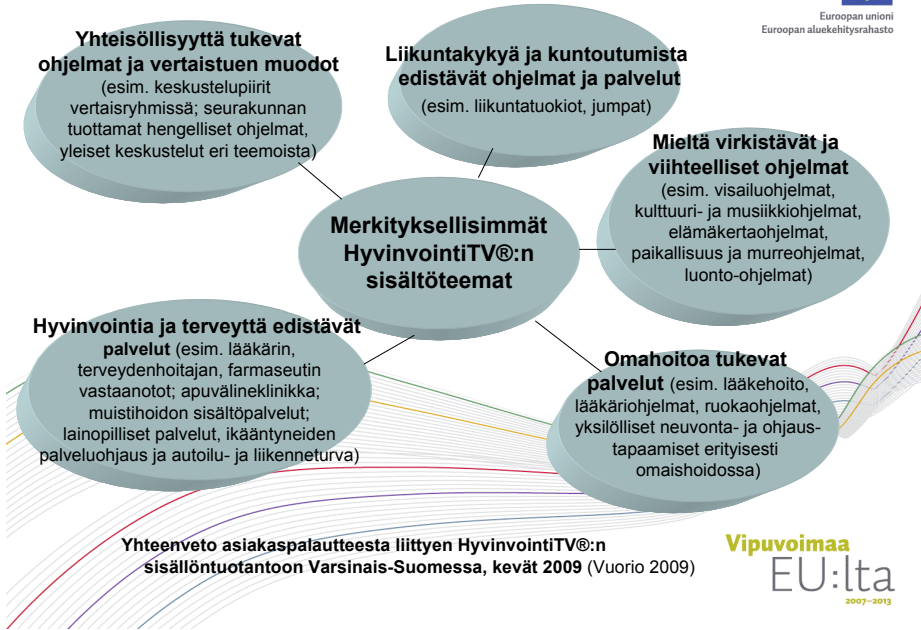 Euroopan unioni
Euroopan aluekehitysrahasto
Yhteisöllisyyttä tukevat
ohjelmat ja vertaistuen muodot
(esim. keskustelupiirit
vertaisryhmissä; seurakunnan
tuottamat hengelliset ohjelmat,
yleiset keskustelut eri teemoista)
Liikuntakykyä ja kuntoutumista
edistävät ohjelmat ja palvelut
(esim. liikuntatuokiot, jumpat)
Mieltä virkistävät ja
viihteelliset ohjelmat
(esim. visailuohjelmat,
kulttuuri- ja musiikkiohjelmat,
elämäkertaohjelmat,
paikallisuus ja murreohjelmat,
luonto-ohjelmat)
Merkityksellisimmät
HyvinvointiTV®:n
sisältöteemat
Hyvinvointia ja terveyttä edistävät
palvelut (esim. lääkärin,
terveydenhoitajan, farmaseutin
vastaanotot; apuvälineklinikka;
muistihoidon sisältöpalvelut;
lainopilliset palvelut, ikääntyneiden
palveluohjaus ja autoilu- ja liikenneturva)
Omahoitoa tukevat
palvelut (esim. lääkehoito,
lääkäriohjelmat, ruokaohjelmat,
yksilölliset neuvonta- ja ohjaus-
tapaamiset erityisesti
omaishoidossa)
Yhteenveto asiakaspalautteesta liittyen HyvinvointiTV®:n
sisällöntuotantoon Varsinais-Suomessa, kevät 2009 (Vuorio 2009)
Vipuvoimaa
EU:lta
2007–2013